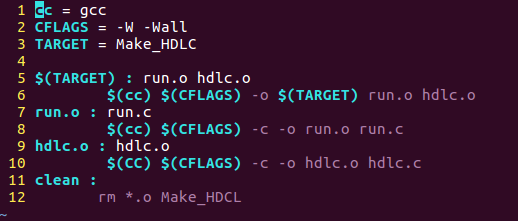 1 cc = gcc
2 CFLAGS = -W -Wall
3 TARGET = Make_HDLC
4
5 $(TARGET) : run.o hdlc.o
6         $(cc) $(CFLAGS) -o $(TARGET) run.o hdlc.o
7 run.o : run.c
8         $(cc) $(CFLAGS) -c -o run.o run.c
9 hdlc.o : hdlc.o
10         $(CC) $(CFLAGS) -c -o hdlc.o hdlc.c
11 clean :
12         rm *.o Make_HDCL
~